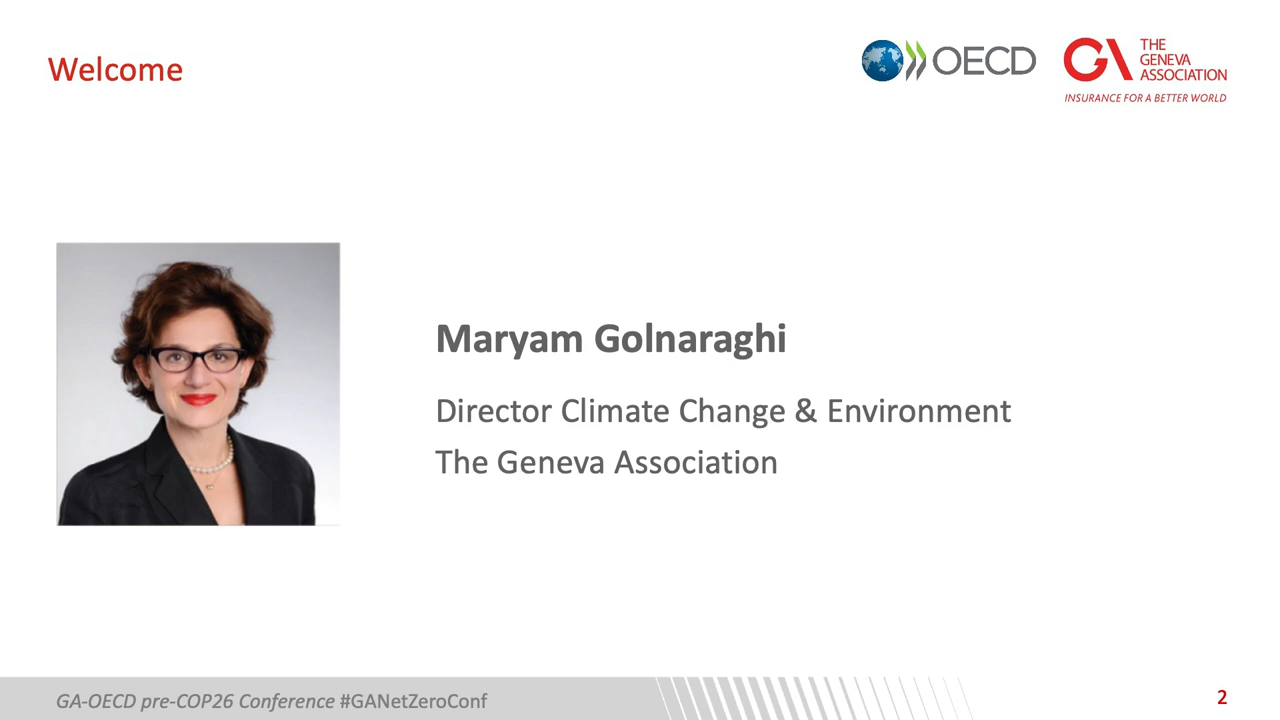 Welcome
OECD
GA THE
GENEVA
ASSOCIATION
INSURANCE FOR A BETTER WORLD
Maryam Golnaraghi
Director Climate Change & Environment
The Geneva Association
GA-OECD pre-COP26 Conference #GANetZeroConf
2